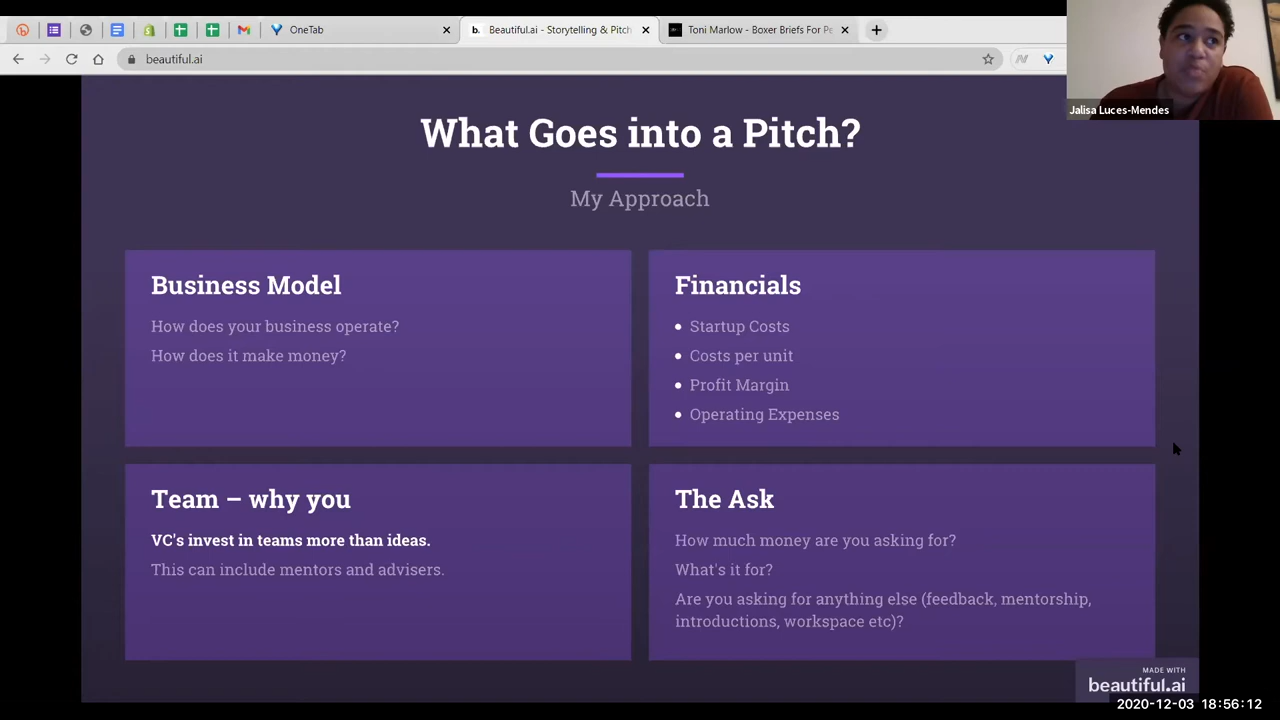 OneTab
b. Beautiful.ai - Storytelling & Pitch
Toni Marlow - Boxer Briefs For Pe
beautiful.ai
Jalisa Luces-Mendes
What Goes into a Pitch?
My Approach
Business Model
How does your business operate?
How does it make money?
Financials
Startup Costs
Costs per unit
Profit Margin
Operating Expenses
Team – why you
VC's invest in teams more than ideas.
This can include mentors and advisers.
The Ask
How much money are you asking for?
What's it for?
Are you asking for anything else (feedback, mentorship,
introductions, workspace etc)?
MADE WITH
beautiful.ai
2020-12-03 18:56:12